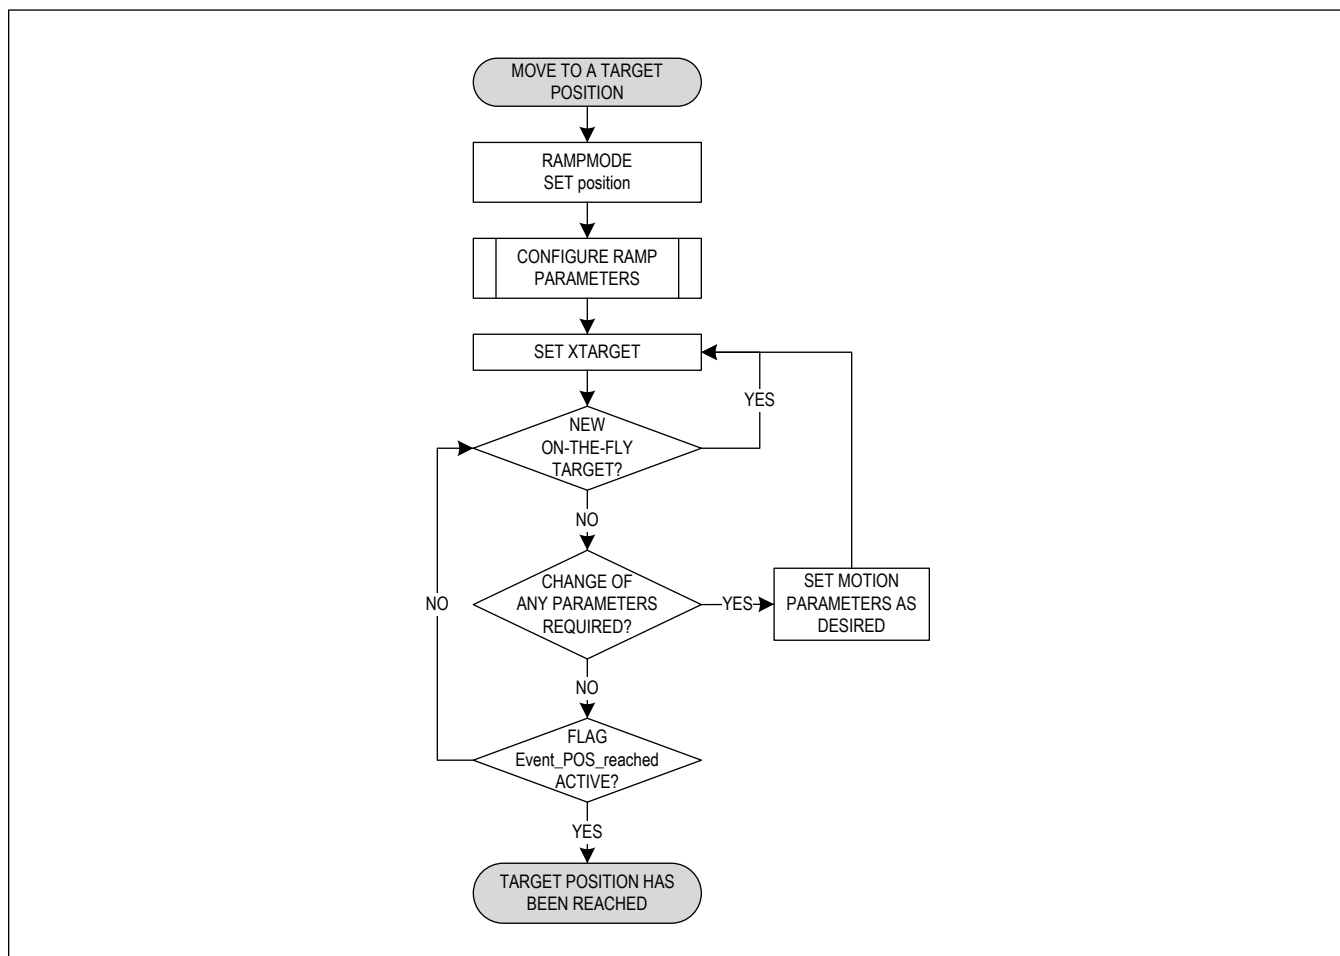 MOVE TO A TARGET
POSITION
RAMPMODE
SET position
CONFIGURE RAMP
PARAMETERS
SET XTARGET
YES
NEW
ON-THE-FLY
TARGET?
NO
CHANGE OF
ANY PARAMETERS
REQUIRED?
YES
SET MOTION
PARAMETERS AS
DESIRED
NO
NO
FLAG
Event_POS_reached
ACTIVE?
YES
TARGET POSITION HAS
BEEN REACHED